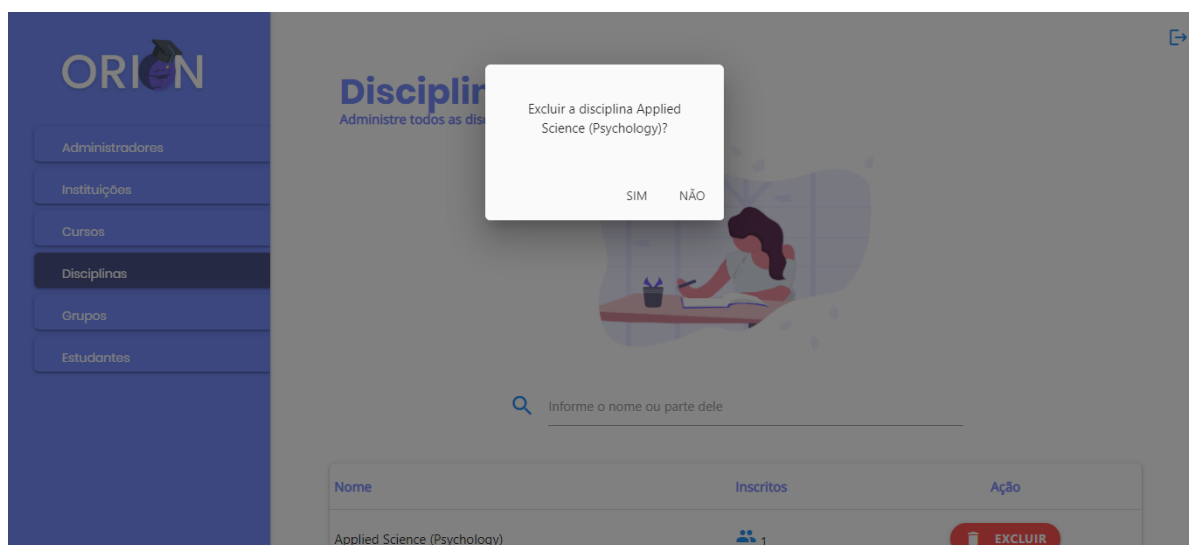 ORION
Administradores
Instituições
Cursos
Disciplinas
Grupos
Estudantes
Disciplin
Administre todos as dis
Excluir a disciplina Applied
Science (Psychology)?
SIM NÃO
Informe o nome ou parte dele
Nome Inscritos Ação
Applied Science (Psychology) 1 EXCLUIR